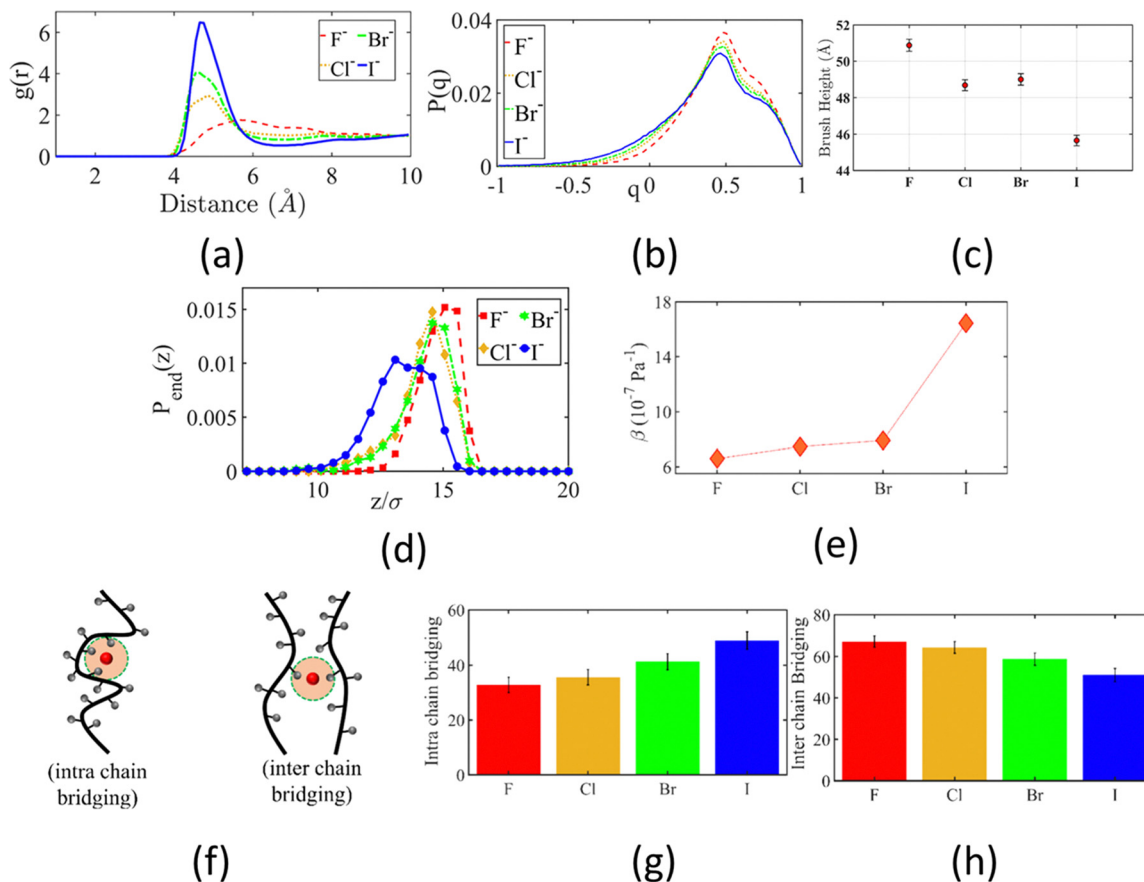 g(r)
6
4
2
0
2 4 6 8 10
Distance (Å)
F⁻ Br⁻
Cl⁻ I⁻
(a)
P(q)
0.04
0.02
0
-1 -0.5 0 0.5 1
q
F⁻
Cl⁻
Br⁻
I⁻
(b)
Brush Height (Å)
52
50
48
46
44
F Cl Br I
(c)
P_end(z)
0.015
0.01
0.005
0
10 15 20
z/σ
F⁻ Br⁻
Cl⁻ I⁻
(d)
β (10⁻⁷ Pa⁻¹)
18
14
10
6
F Cl Br I
(e)
(intra chain
bridging)
(inter chain
bridging)
(f)
Intra chain bridging
60
40
20
0
F Cl Br I
(g)
Inter chain Bridging
80
60
40
20
0
F Cl Br I
(h)